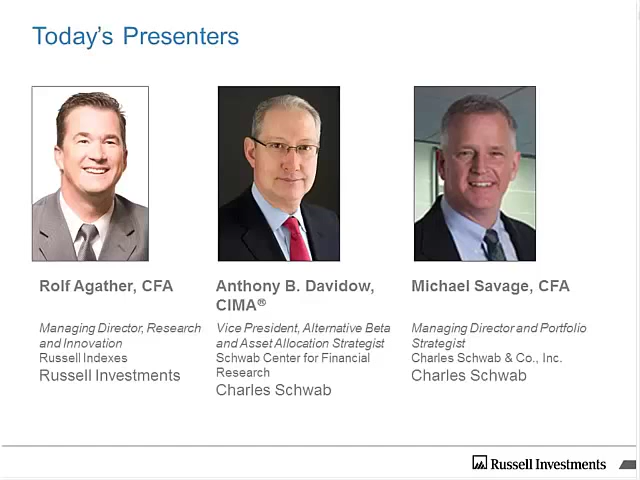 Today's Presenters
Rolf Agather, CFA
Managing Director, Research
and Innovation
Russell Indexes
Russell Investments
Anthony B. Davidow,
CIMA®
Vice President, Alternative Beta
and Asset Allocation Strategist
Schwab Center for Financial
Research
Charles Schwab
Michael Savage, CFA
Managing Director and Portfolio
Strategist
Charles Schwab & Co., Inc.
Charles Schwab
Russell Investments